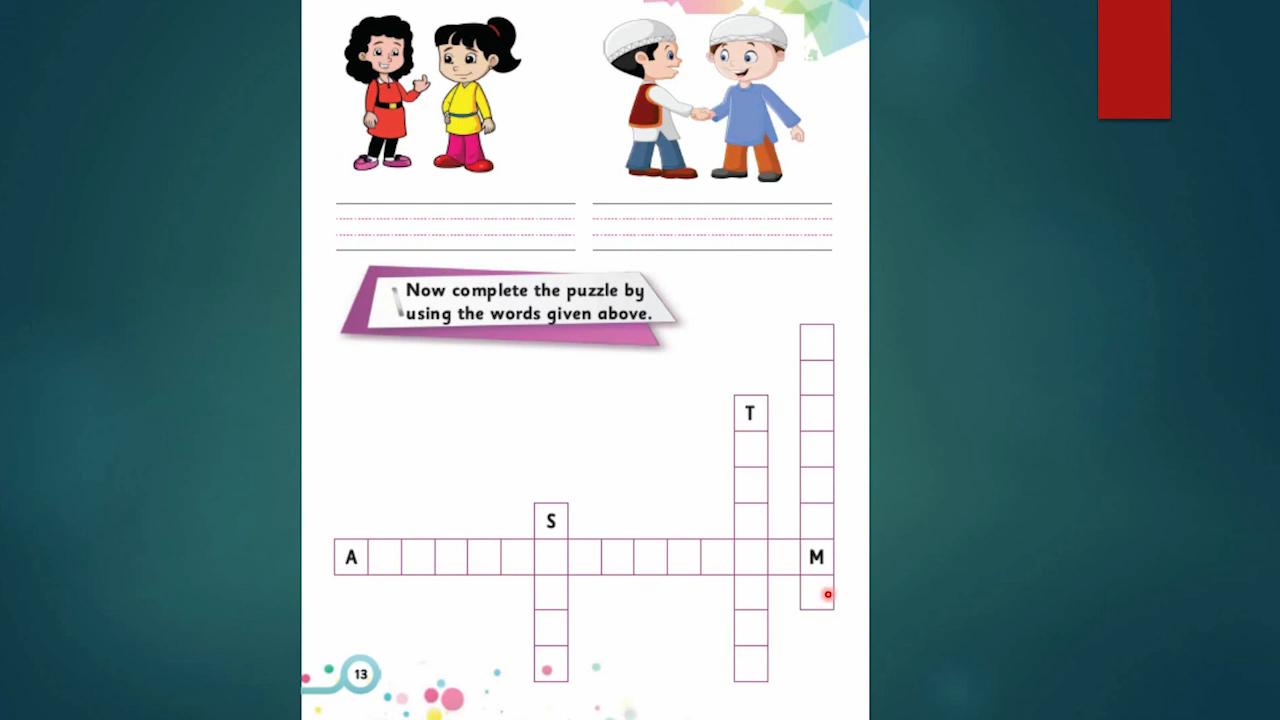 Now complete the puzzle by
using the words given above.
T
S
A
M
13